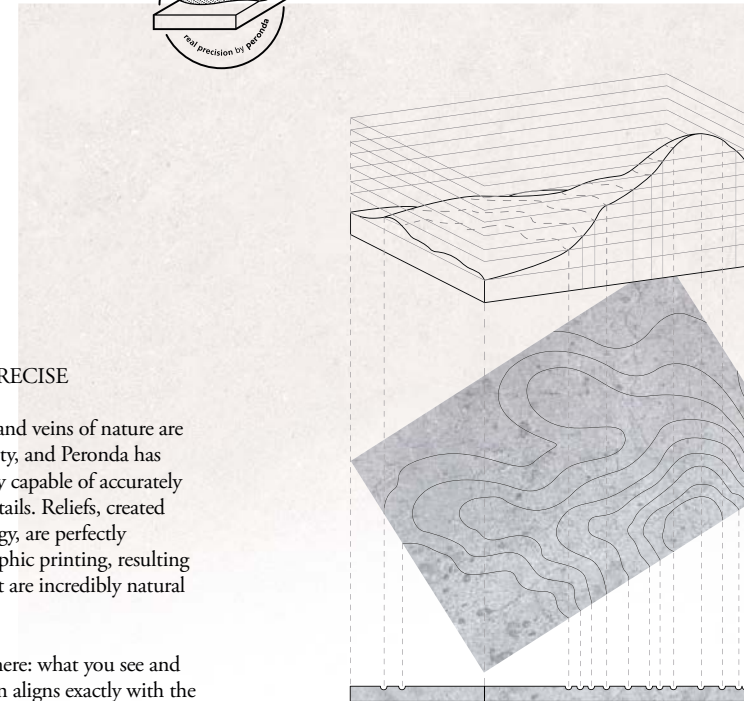 real precision by peronda
RECISE
and veins of nature are
ty, and Peronda has
y capable of accurately
tails. Reliefs, created
gy, are perfectly
phic printing, resulting
t are incredibly natural
here: what you see and
n aligns exactly with the